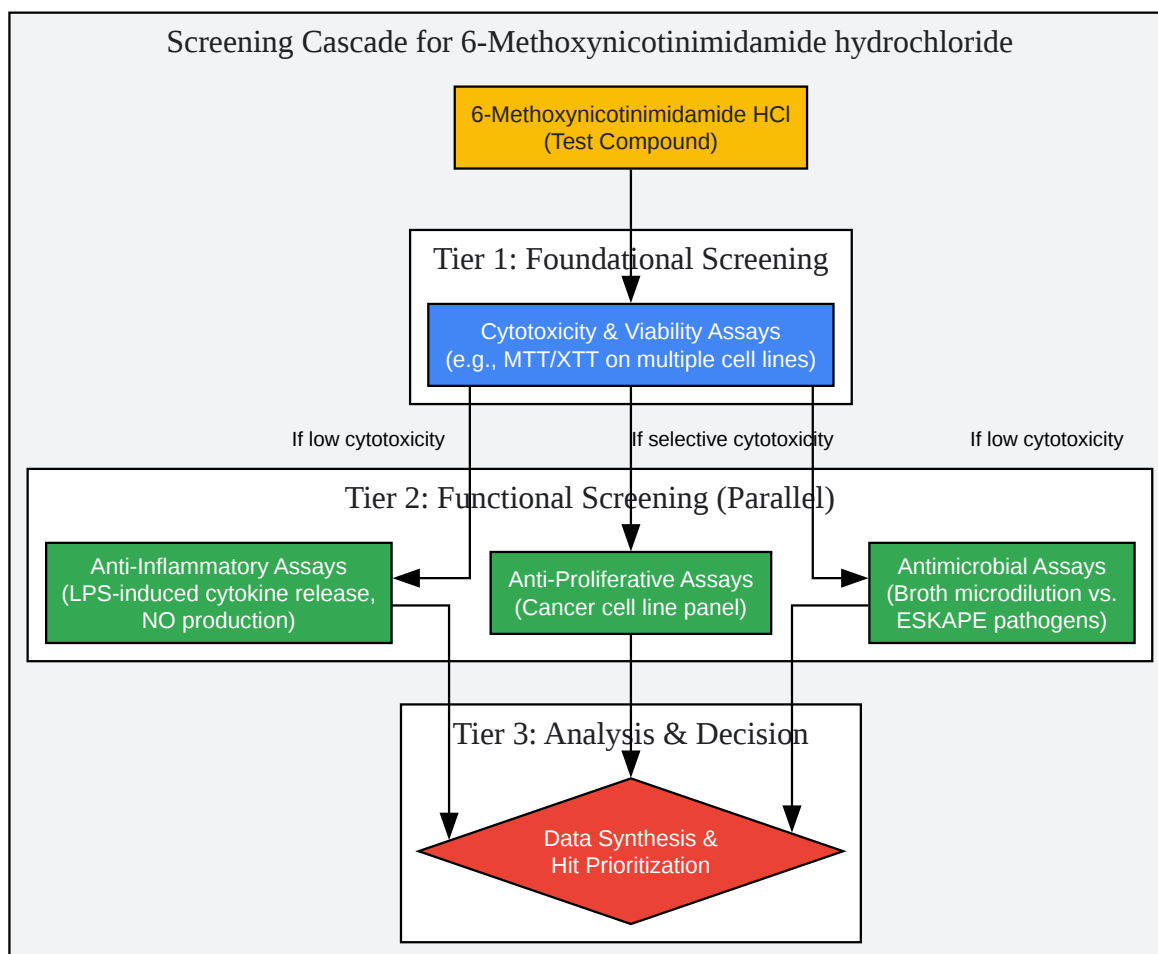 Screening Cascade for 6-Methoxynicotinimidamide hydrochloride
6-Methoxynicotinimidamide HCl
(Test Compound)
Tier 1: Foundational Screening
Cytotoxicity & Viability Assays
(e.g., MTT/XTT on multiple cell lines)
If low cytotoxicity
If selective cytotoxicity
If low cytotoxicity
Tier 2: Functional Screening (Parallel)
Anti-Inflammatory Assays
(LPS-induced cytokine release,
NO production)
Anti-Proliferative Assays
(Cancer cell line panel)
Antimicrobial Assays
(Broth microdilution vs.
ESKAPE pathogens)
Tier 3: Analysis & Decision
Data Synthesis &
Hit Prioritization